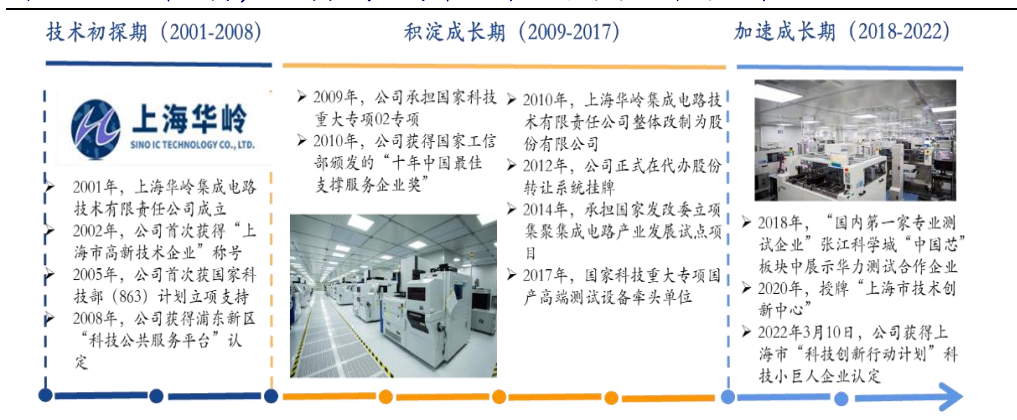 技术初探期（2001-2008）
积淀成长期（2009-2017）
加速成长期（2018-2022）
上海华岭
SINO IC TECHNOLOGY CO., LTD.
➢ 2001年，上海华岭集成电路
技术有限责任公司成立
➢ 2002年，公司首次获得“上
海市高新技术企业”称号
➢ 2005年，公司首次获国家科
技部（863）计划立项支持
➢ 2008年，公司获得浦东新区
“科技公共服务平台”认
定
➢ 2009年，公司承担国家科技
重大专项02专项
➢ 2010年，公司获得国家工信
部颁发的“十年中国最佳
支撑服务企业奖”
➢ 2010年，上海华岭集成电路技
术有限责任公司整体改制为股
份有限公司
➢ 2012年，公司正式在代办股份
转让系统挂牌
➢ 2014年，承担国家发改委立项
集聚集成电路产业发展试点项
目
➢ 2017年，国家科技重大专项国
产高端测试设备牵头单位
➢ 2018年，“国内第一家专业测
试企业”张江科学城“中国芯”
板块中展示华力测试合作企业
➢ 2020年，授牌“上海市技术创
新中心”
➢ 2022年3月10日，公司获得上
海市“科技创新行动计划”科
技小巨人企业认定